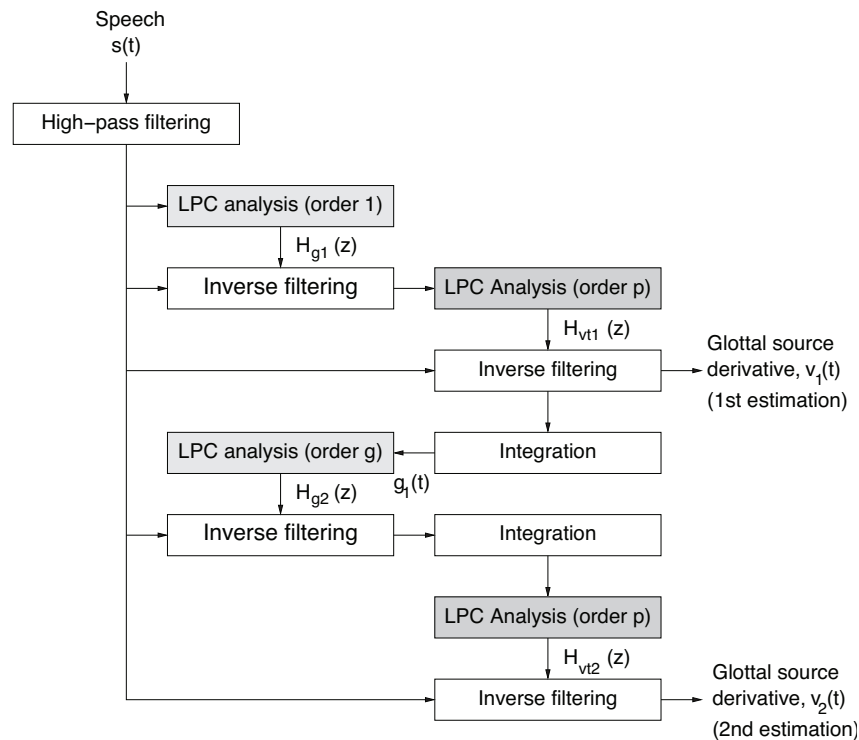 Speech
s(t)
High−pass filtering
LPC analysis (order 1)
H_g1 (z)
Inverse filtering
LPC Analysis (order p)
H_vt1 (z)
Inverse filtering
Glottal source
derivative, v_1(t)
(1st estimation)
LPC analysis (order g)
g_1(t)
Integration
H_g2 (z)
Inverse filtering
Integration
LPC Analysis (order p)
H_vt2 (z)
Inverse filtering
Glottal source
derivative, v_2(t)
(2nd estimation)